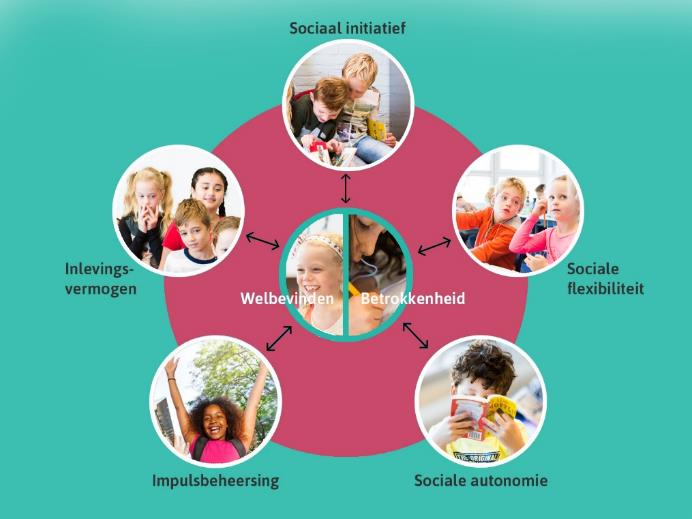 Sociaal initiatief
Inlevings-
vermogen
Sociale
flexibiliteit
Welbevinden
Betrokkenheid
Impulsbeheersing
Sociale autonomie